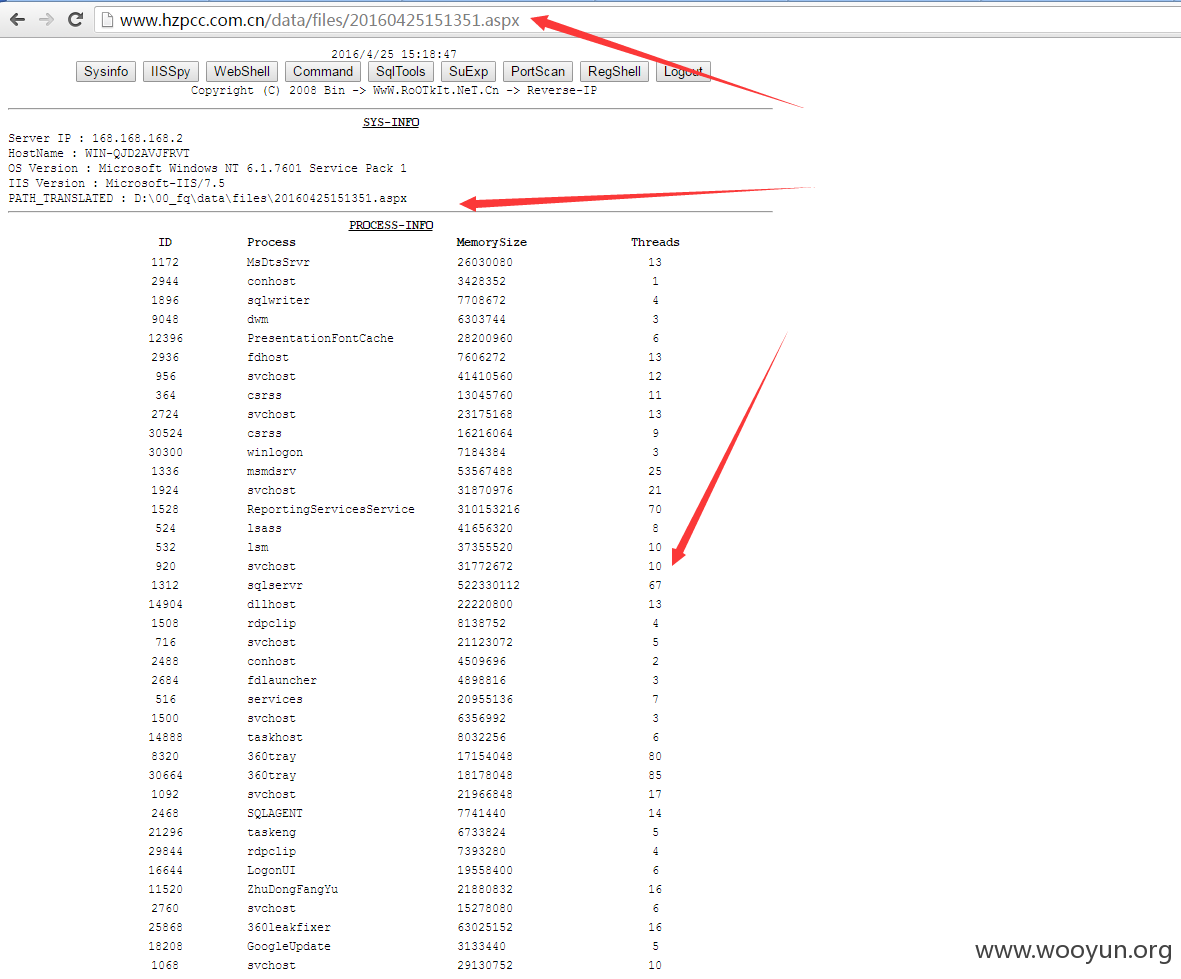 www.hzpcc.com.cn/data/files/20160425151351.aspx
2016/4/25 15:18:47
Sysinfo IISSpy WebShell Command SqlTools SuExp PortScan RegShell Logout
Copyright (C) 2008 Bin -> WwW.RoOTkIt.NeT.Cn -> Reverse-IP
SYS-INFO
Server IP : 168.168.168.2
HostName : WIN-QJD2AVJFRVT
OS Version : Microsoft Windows NT 6.1.7601 Service Pack 1
IIS Version : Microsoft-IIS/7.5
PATH_TRANSLATED : D:\00_fq\data\files\20160425151351.aspx
PROCESS-INFO
ID Process MemorySize Threads
1172 MsDtsSrvr 26030080 13
2944 conhost 3428352 1
1896 sqlwriter 7708672 4
9048 dwm 6303744 3
12396 PresentationFontCache 28200960 6
2936 fdhost 7606272 13
956 svchost 41410560 12
364 csrss 13045760 11
2724 svchost 23175168 13
30524 csrss 16216064 9
30300 winlogon 7184384 3
1336 msmdsrv 53567488 25
1924 svchost 31870976 21
1528 ReportingServicesService 310153216 70
524 lsass 41656320 8
532 lsm 37355520 10
920 svchost 31772672 10
1312 sqlservr 522330112 67
14904 dllhost 22220800 13
1508 rdpclip 8138752 4
716 svchost 21123072 5
2488 conhost 4509696 2
2684 fdlauncher 4898816 3
516 services 20955136 7
1500 svchost 6356992 3
14888 taskhost 8032256 6
8320 360tray 17154048 80
30664 360tray 18178048 85
1092 svchost 21966848 17
2468 SQLAGENT 7741440 14
21296 taskeng 6733824 5
29844 rdpclip 7393280 4
16644 LogonUI 19558400 6
11520 ZhuDongFangYu 21880832 16
2760 svchost 15278080 6
25868 360leakfixer 63025152 16
18208 GoogleUpdate 3133440 5
1068 svchost 29130752 10
www.wooyun.org